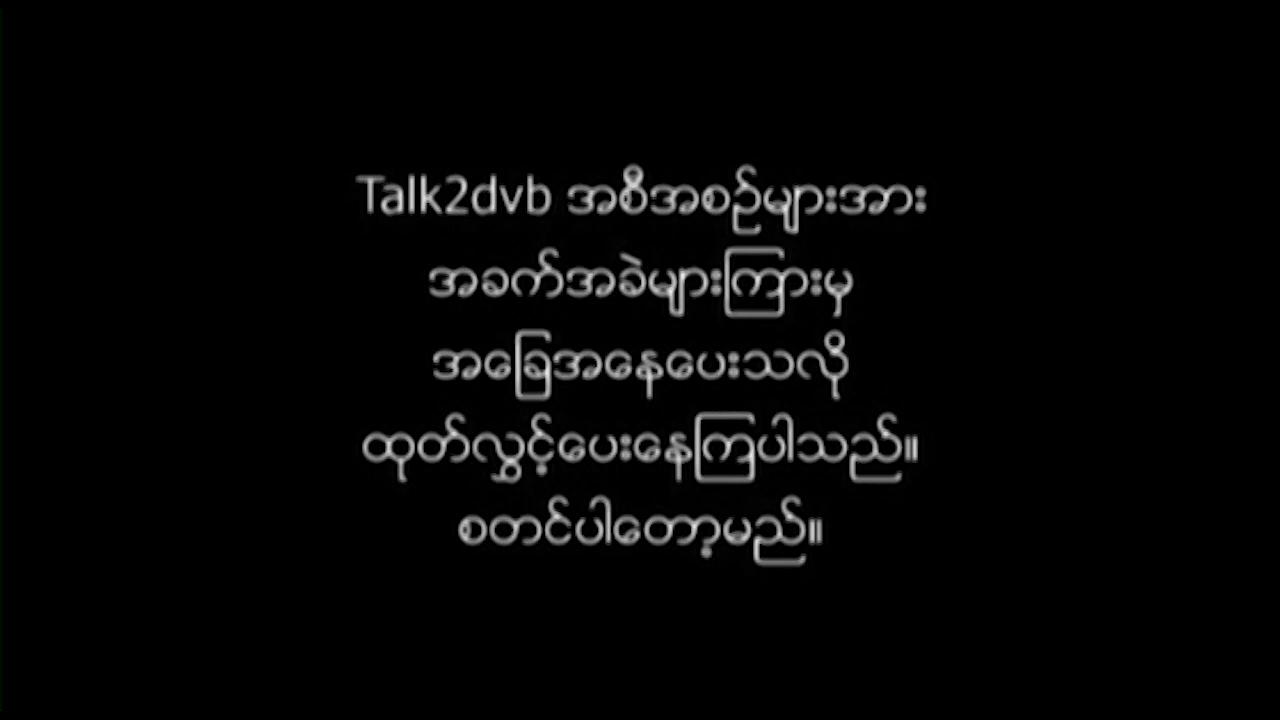 Talk2dvb အစီအစဉ်များအား
အခက်အခဲများကြားမှ
အခြေအနေပေးသလို
ထုတ်လွှင့်ပေးနေကြပါသည်။
စတင်ပါတော့မည်။